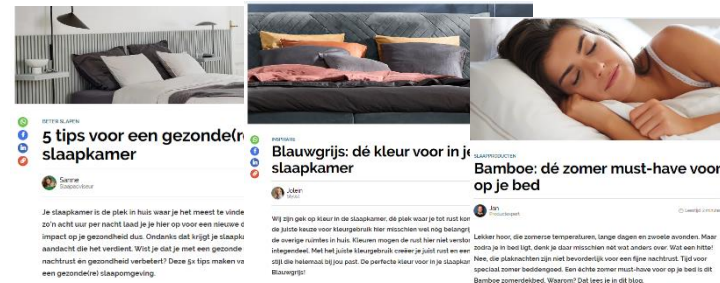 BETER SLAPEN
5 tips voor een gezonde(r
slaapkamer
Sanne
Slaapadviseur
Je slaapkamer is de plek in huis waar je het meest te vinde
zo'n acht uur per nacht laad je je hier op voor een nieuwe d
impact op je gezondheid dus. Ondanks dat krijgt je slaapka
aandacht die het verdient. Wist je dat je met een gezonde
nachtrust én gezondheid verbetert? Deze 5x tips maken va
een gezonde(re) slaapomgeving.
INSPIRATIE
Blauwgrijs: dé kleur voor in je
slaapkamer
Jolein
Wij zijn gek op kleur in de slaapkamer, dé plek waar je tot rust kom
de juiste keuze voor kleurgebruik hier misschien wel nog belangrij
de overige ruimtes in huis. Kleuren mogen de rust hier niet verstor
integendeel. Met het juiste kleurgebruik creëer je juist rust en een
stijl die helemaal bij jou past. De perfecte kleur voor in je slaapkam
Blauwgrijs!
SLAAPPRODUCTEN
Bamboe: dé zomer must-have voor
op je bed
Jan
Productexpert
Leestijd:
Lekker hoor, die zomerse temperaturen, lange dagen en zwoele avonden. Maar
zodra je in bed ligt, denk je daar misschien nét wat anders over. Wat een hitte!
Nee, die plaknachten zijn niet bevorderlijk voor een fijne nachtrust. Tijd voor
speciaal zomer beddengoed. Een échte zomer must-have voor op je bed is dit
Bamboe zomerdekbed. Waarom? Dat lees je in dit blog.